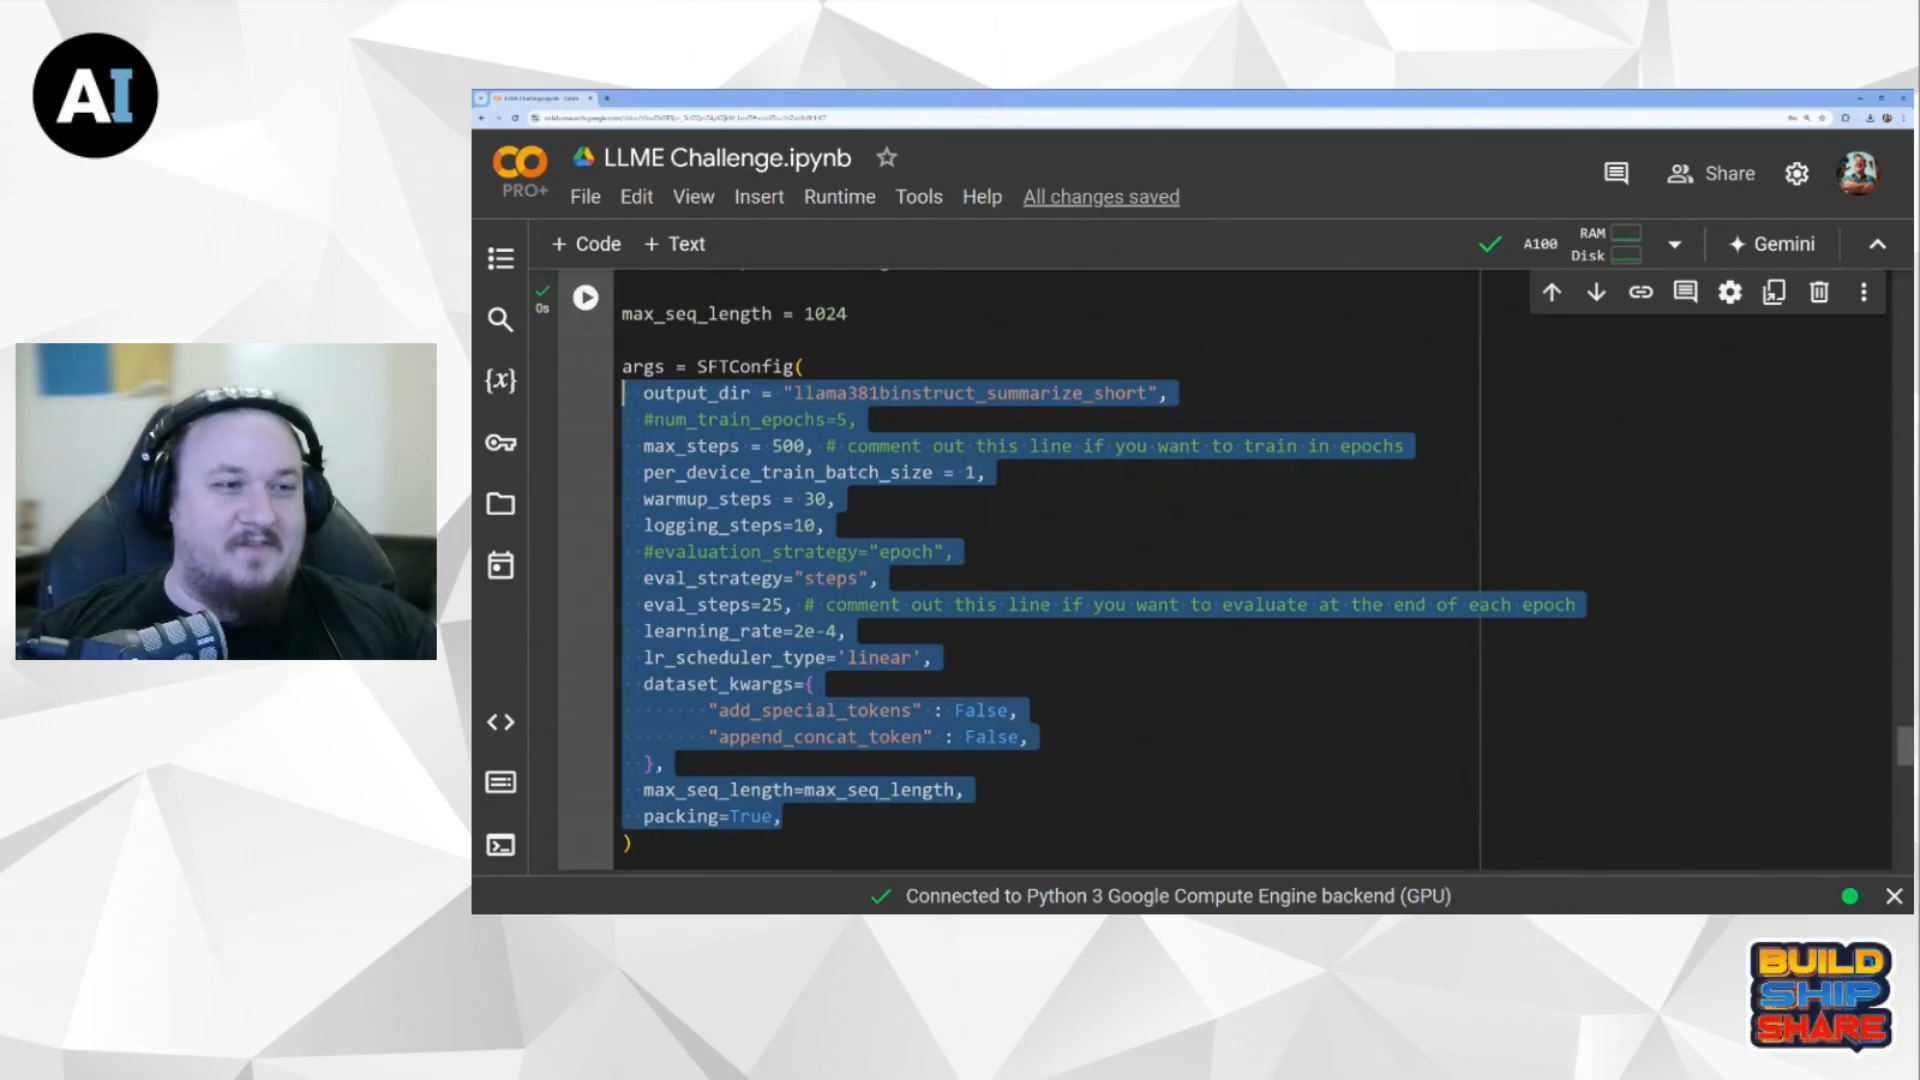 AI
LLME Challenge.ipynb - Colab
CO
PRO+
LLME Challenge.ipynb
File Edit View Insert Runtime Tools Help All changes saved
Share
+ Code + Text
A100
RAM
Disk
Gemini
0s
max_seq_length = 1024
args = SFTConfig(
output_dir = "llama381binstruct_summarize_short",
#num_train_epochs=5,
max_steps = 500, # comment out this line if you want to train in epochs
per_device_train_batch_size = 1,
warmup_steps = 30,
logging_steps=10,
#evaluation_strategy="epoch",
eval_strategy="steps",
eval_steps=25, # comment out this line if you want to evaluate at the end of each epoch
learning_rate=2e-4,
lr_scheduler_type='linear',
dataset_kwargs={
"add_special_tokens" : False,
"append_concat_token" : False,
},
max_seq_length=max_seq_length,
packing=True,
)
{x}
Connected to Python 3 Google Compute Engine backend (GPU)
BUILD
SHIP
SHARE